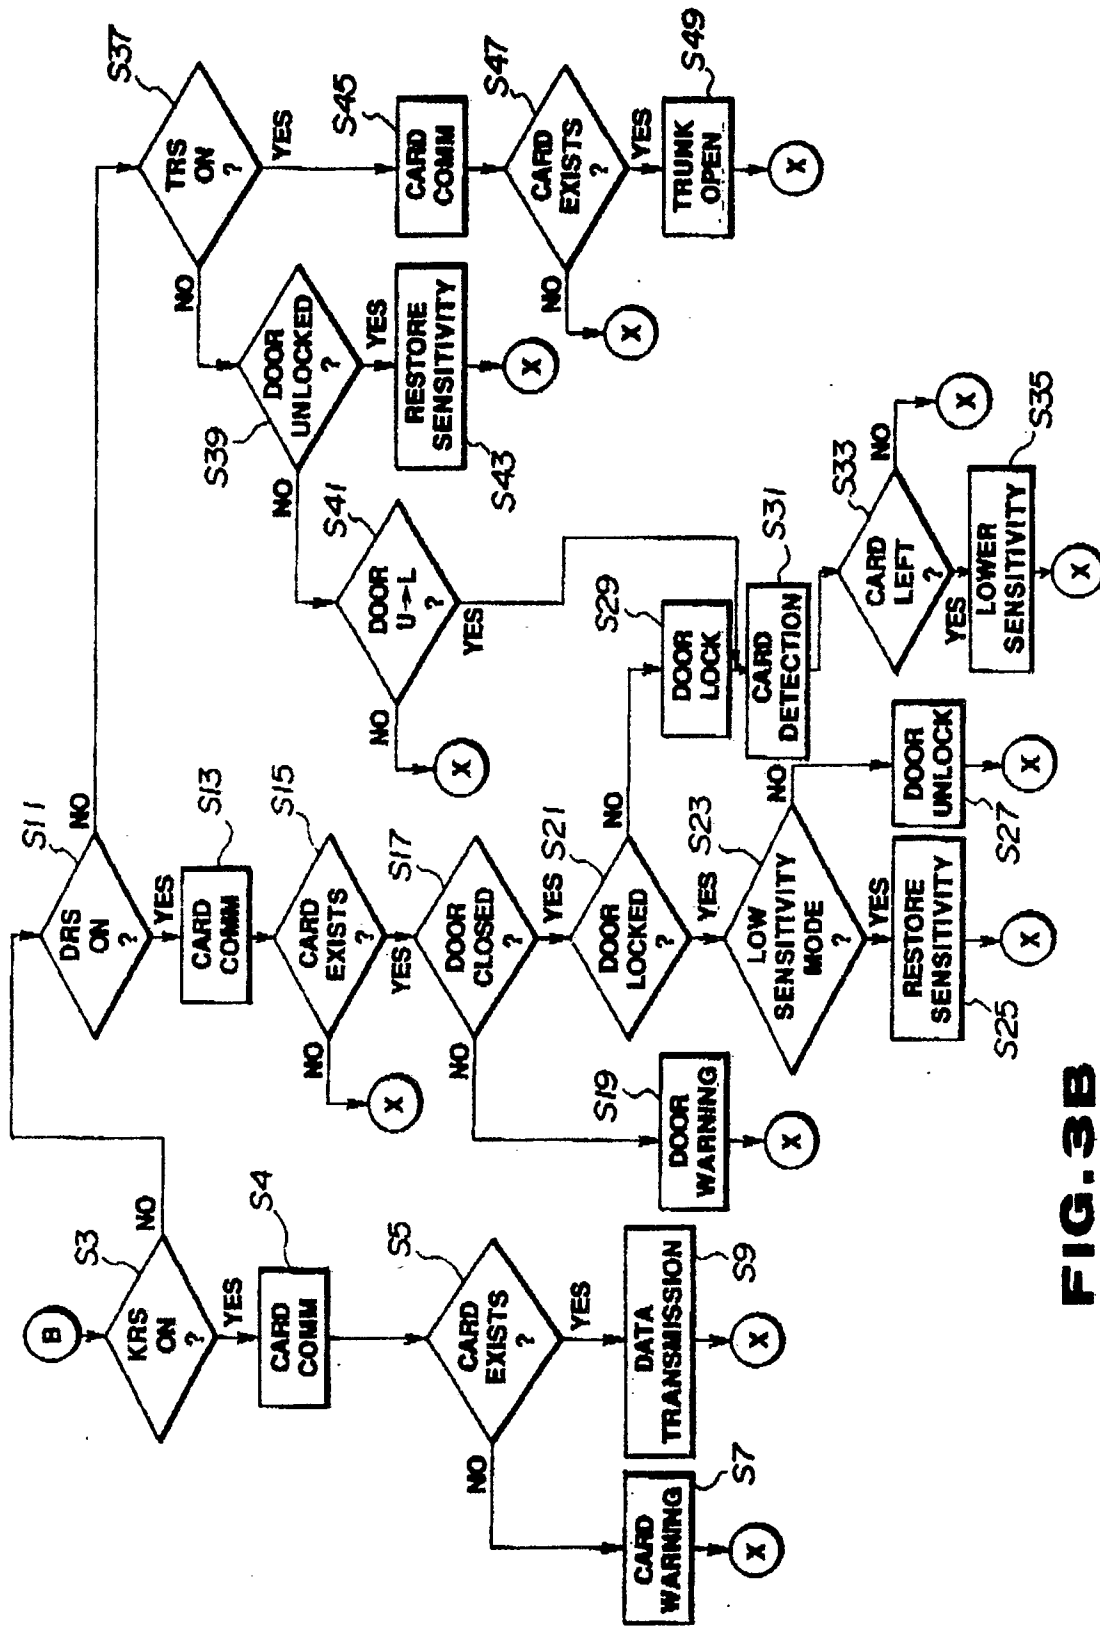 B
S3
KRS
ON
?
NO
YES
S4
CARD
COMM
S5
CARD
EXISTS
?
NO
YES
S7
CARD
WARNING
X
S9
DATA
TRANSMISSION
X
S11
DRS
ON
?
NO
YES
S13
CARD
COMM
S15
CARD
EXISTS
?
NO
X
YES
S17
DOOR
CLOSED
?
NO
YES
S19
DOOR
WARNING
X
S21
DOOR
LOCKED
?
NO
YES
S23
LOW
SENSITIVITY
MODE
?
NO
YES
S25
RESTORE
SENSITIVITY
X
S27
DOOR
UNLOCK
X
S29
DOOR
LOCK
S31
CARD
DETECTION
S33
CARD
LEFT
?
NO
X
YES
S35
LOWER
SENSITIVITY
X
S37
TRS
ON
?
NO
YES
S39
DOOR
UNLOCKED
?
NO
YES
S41
DOOR
U→L
?
NO
X
YES
S43
RESTORE
SENSITIVITY
X
S45
CARD
COMM
S47
CARD
EXISTS
?
NO
X
YES
S49
TRUNK
OPEN
X
FIG.3B